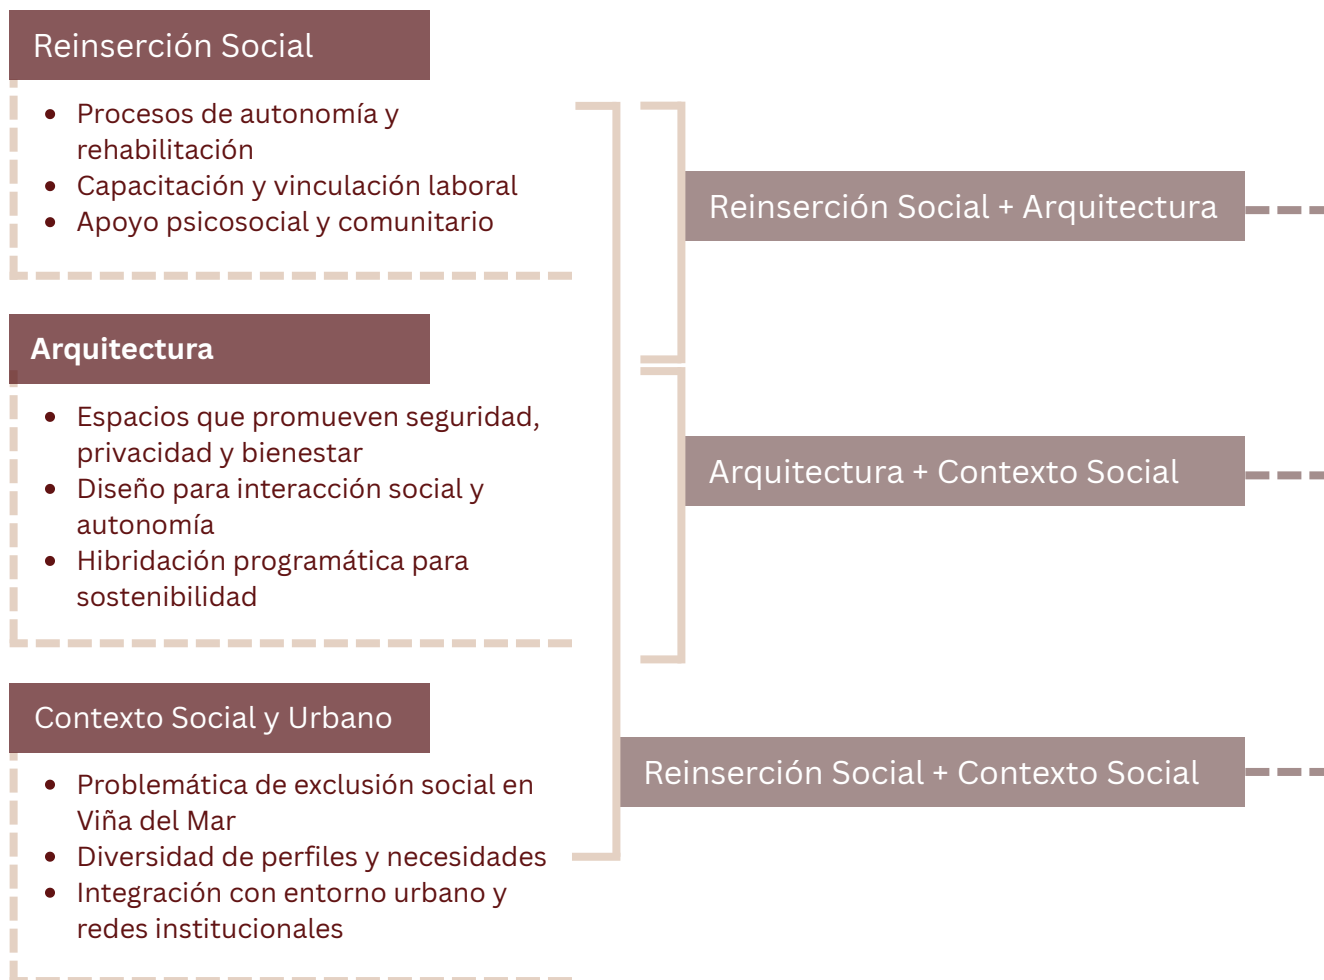 Reinserción Social
• Procesos de autonomía y
rehabilitación
• Capacitación y vinculación laboral
• Apoyo psicosocial y comunitario
Arquitectura
• Espacios que promueven seguridad,
privacidad y bienestar
• Diseño para interacción social y
autonomía
• Hibridación programática para
sostenibilidad
Contexto Social y Urbano
• Problemática de exclusión social en
Viña del Mar
• Diversidad de perfiles y necesidades
• Integración con entorno urbano y
redes institucionales
Reinserción Social + Arquitectura
Arquitectura + Contexto Social
Reinserción Social + Contexto Social